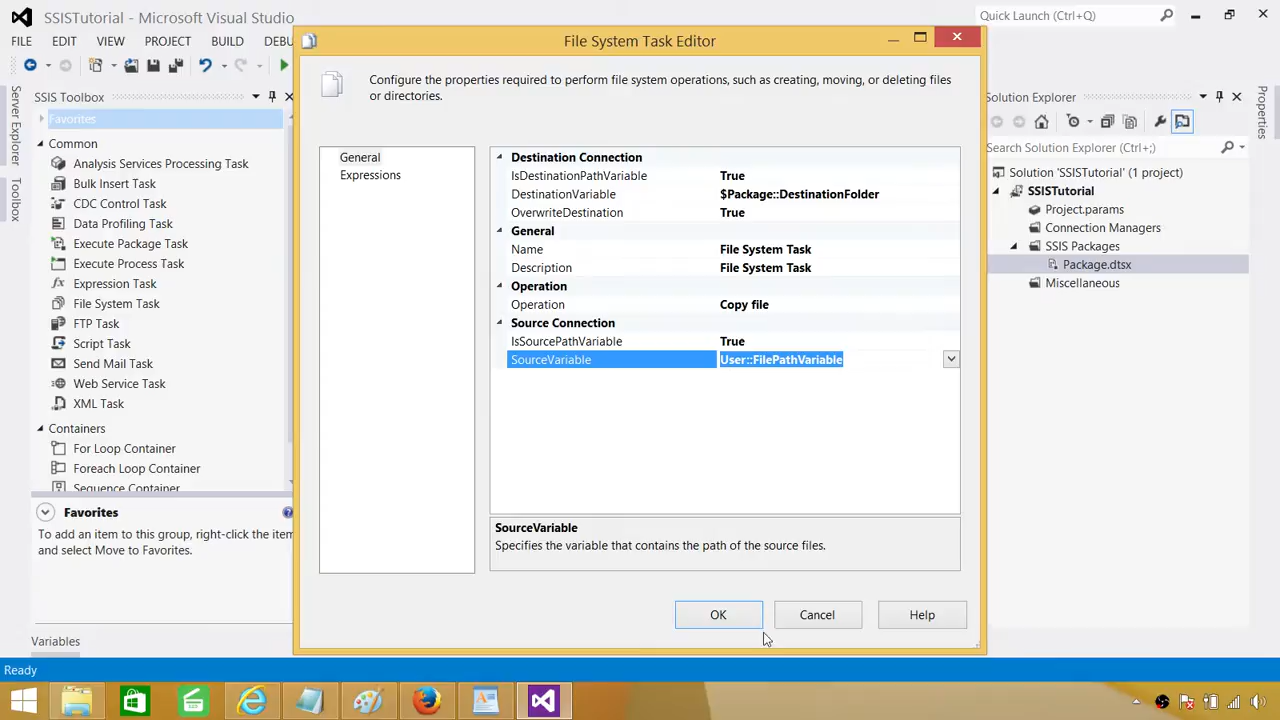 SSISTutorial - Microsoft Visual Studio
Quick Launch (Ctrl+Q)
FILE EDIT VIEW PROJECT BUILD DEBU
File System Task Editor
Configure the properties required to perform file system operations, such as creating, moving, or deleting files
or directories.
Server Explorer
Toolbox
SSIS Toolbox
Favorites
Common
Analysis Services Processing Task
Bulk Insert Task
CDC Control Task
Data Profiling Task
Execute Package Task
Execute Process Task
Expression Task
File System Task
FTP Task
Script Task
Send Mail Task
Web Service Task
XML Task
Containers
For Loop Container
Foreach Loop Container
Sequence Container
Favorites
To add an item to this group, right-click the item
and select Move to Favorites.
Variables
Ready
General
Expressions
Destination Connection
IsDestinationPathVariable True
DestinationVariable $Package::DestinationFolder
OverwriteDestination True
General
Name File System Task
Description File System Task
Operation
Operation Copy file
Source Connection
IsSourcePathVariable True
SourceVariable User::FilePathVariable
SourceVariable
Specifies the variable that contains the path of the source files.
OK Cancel Help
Solution Explorer
Search Solution Explorer (Ctrl+;)
Solution 'SSISTutorial' (1 project)
SSISTutorial
Project.params
Connection Managers
SSIS Packages
Package.dtsx
Miscellaneous
Properties